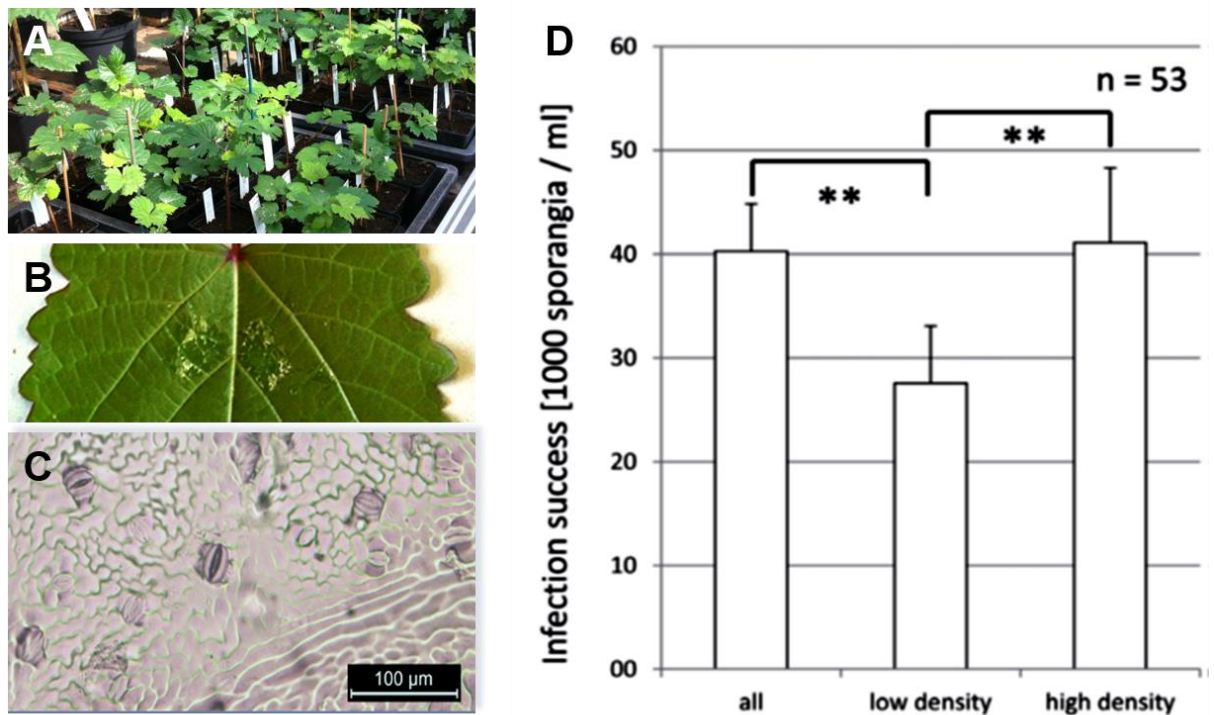 A
B
C
100 µm
D
Infection success [1000 sporangia / ml]
60
50
40
30
20
10
00
n = 53
**
**
all
low density
high density